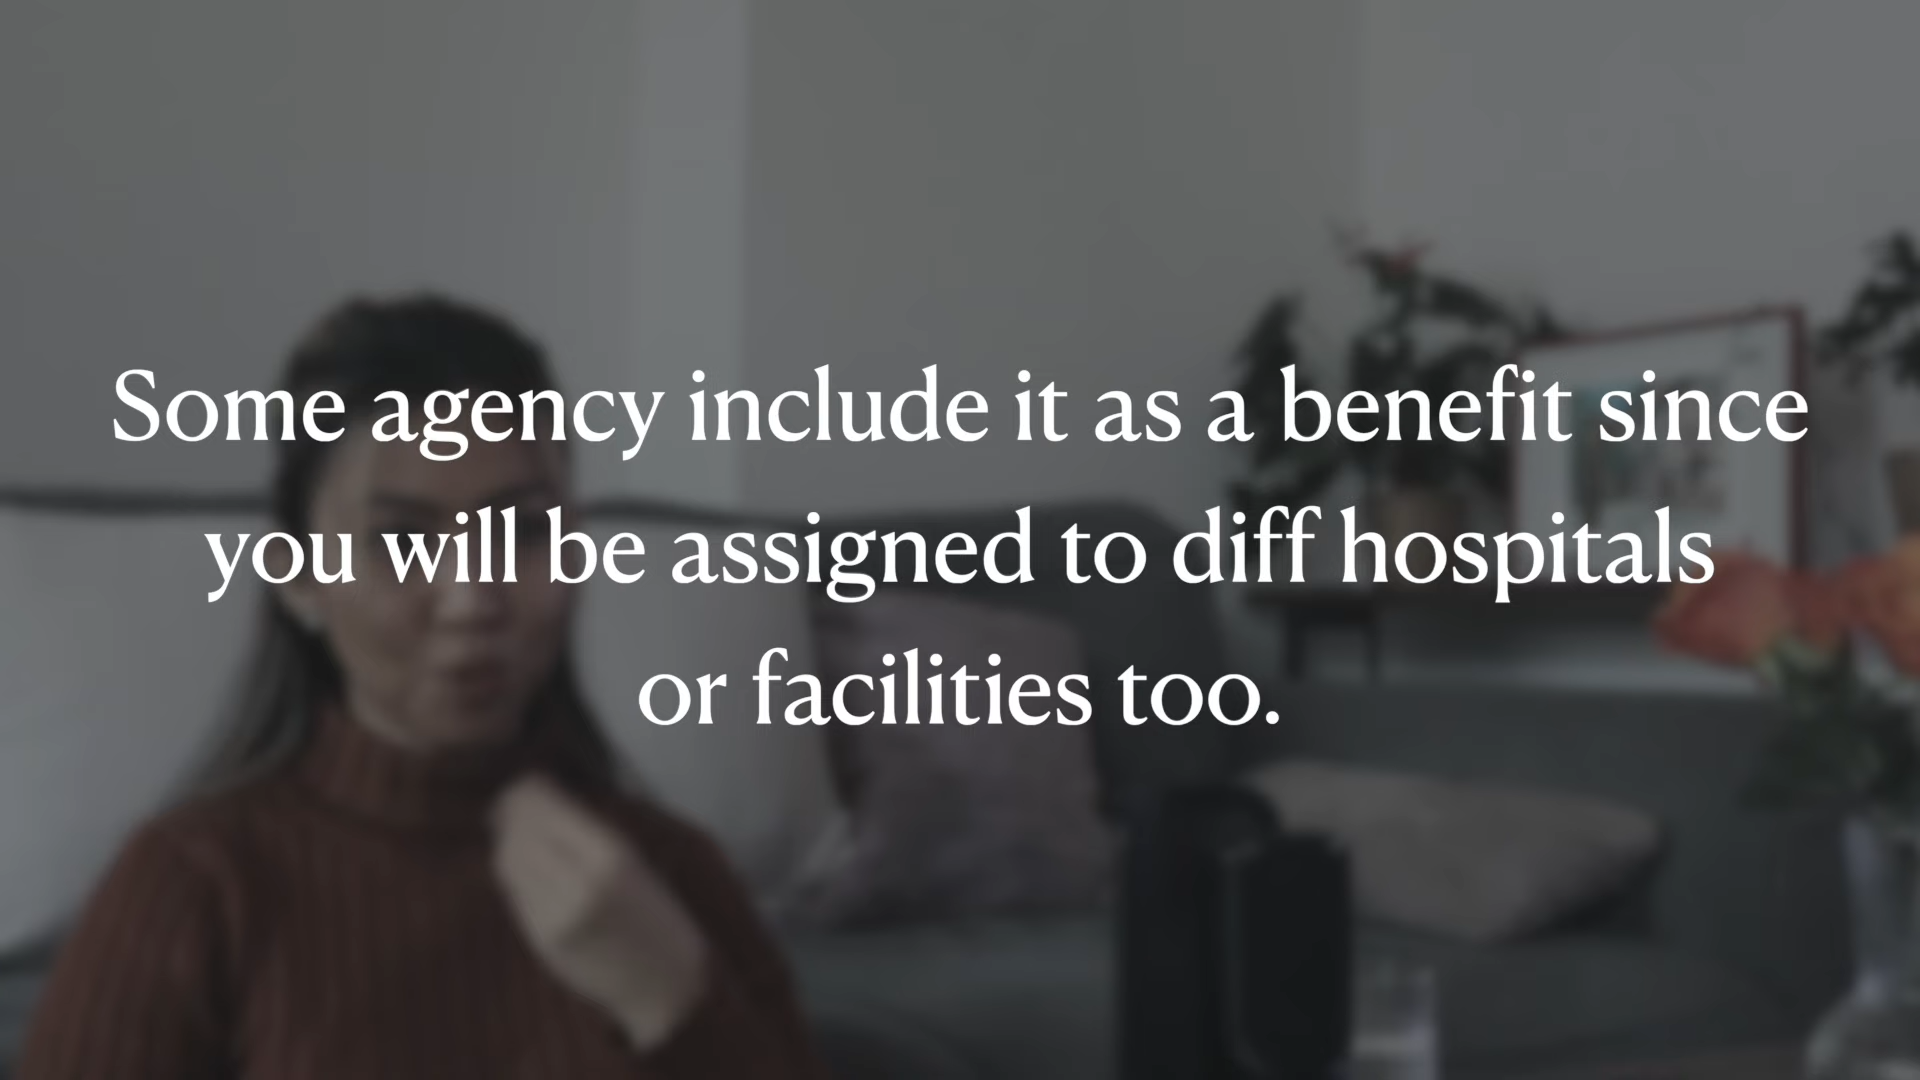 Some agency include it as a benefit since
you will be assigned to diff hospitals
or facilities too.